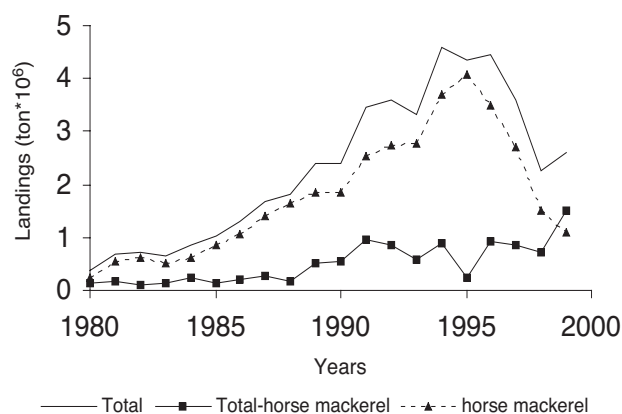 Landings (ton*10⁶)
5
4
3
2
1
0
1980 1985 1990 1995 2000
Years
Total Total-horse mackerel horse mackerel